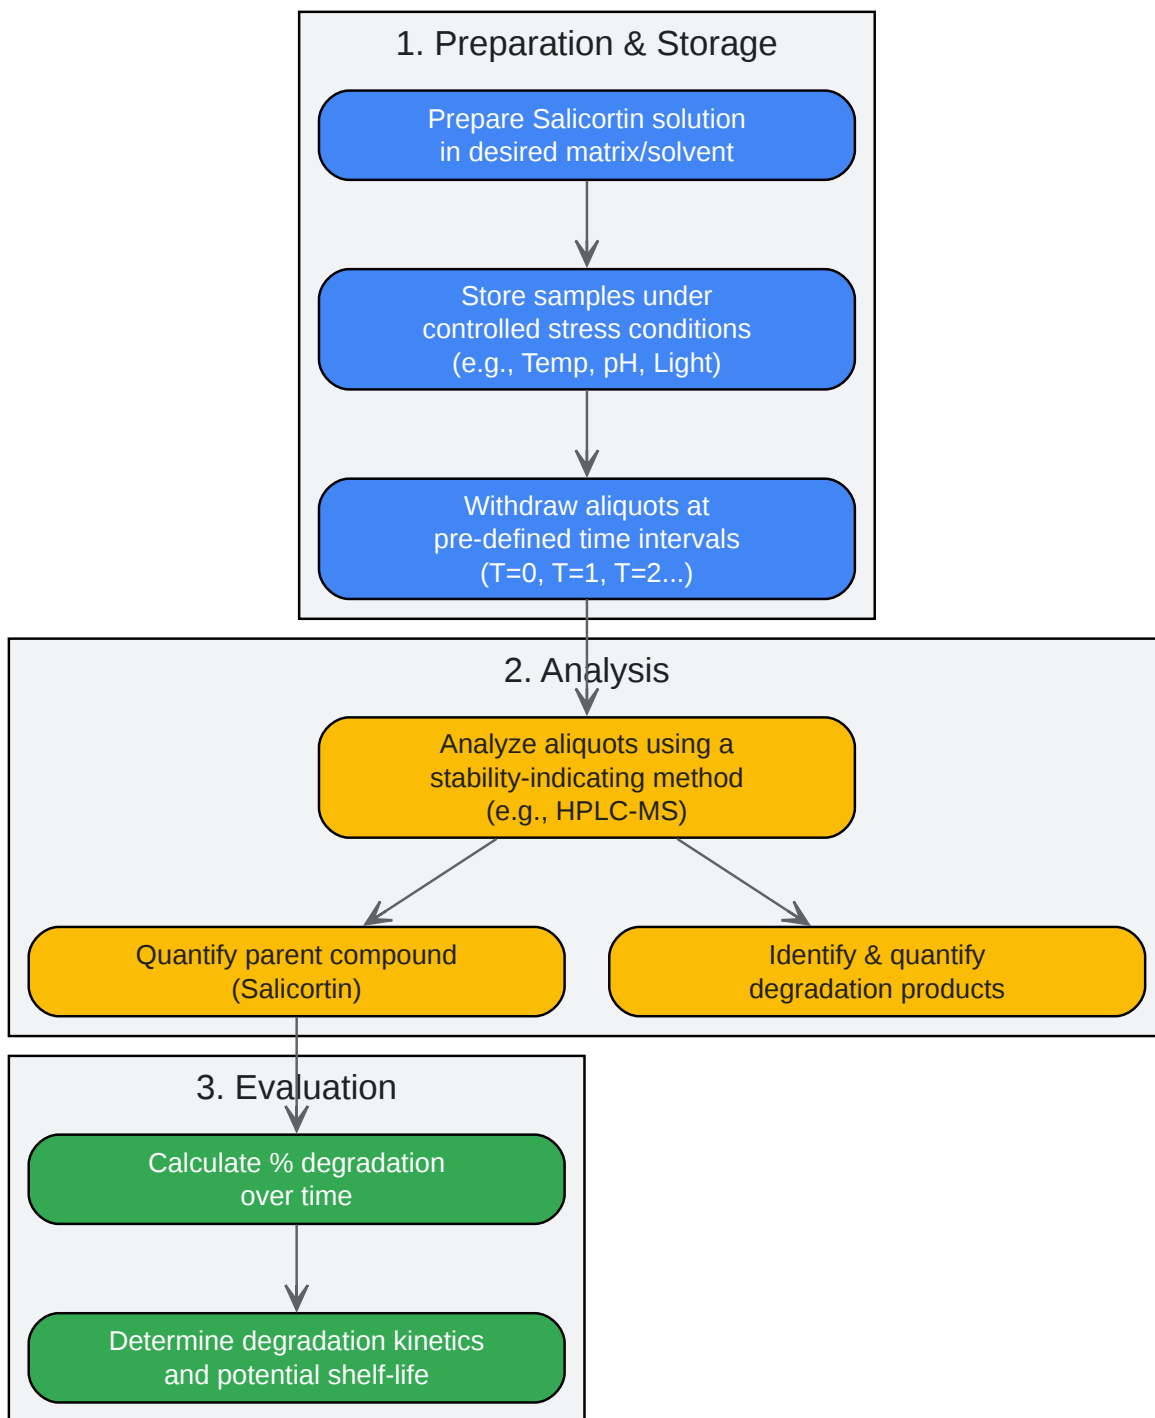 1. Preparation & Storage
Prepare Salicortin solution
in desired matrix/solvent
Store samples under
controlled stress conditions
(e.g., Temp, pH, Light)
Withdraw aliquots at
pre-defined time intervals
(T=0, T=1, T=2...)
2. Analysis
Analyze aliquots using a
stability-indicating method
(e.g., HPLC-MS)
Quantify parent compound
(Salicortin)
Identify & quantify
degradation products
3. Evaluation
Calculate % degradation
over time
Determine degradation kinetics
and potential shelf-life